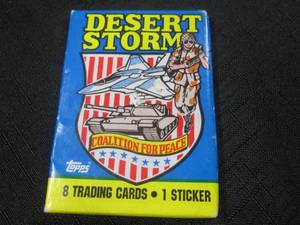 DESERT
STORM
COALITION FOR PEACE
Topps
8 TRADING CARDS • 1 STICKER